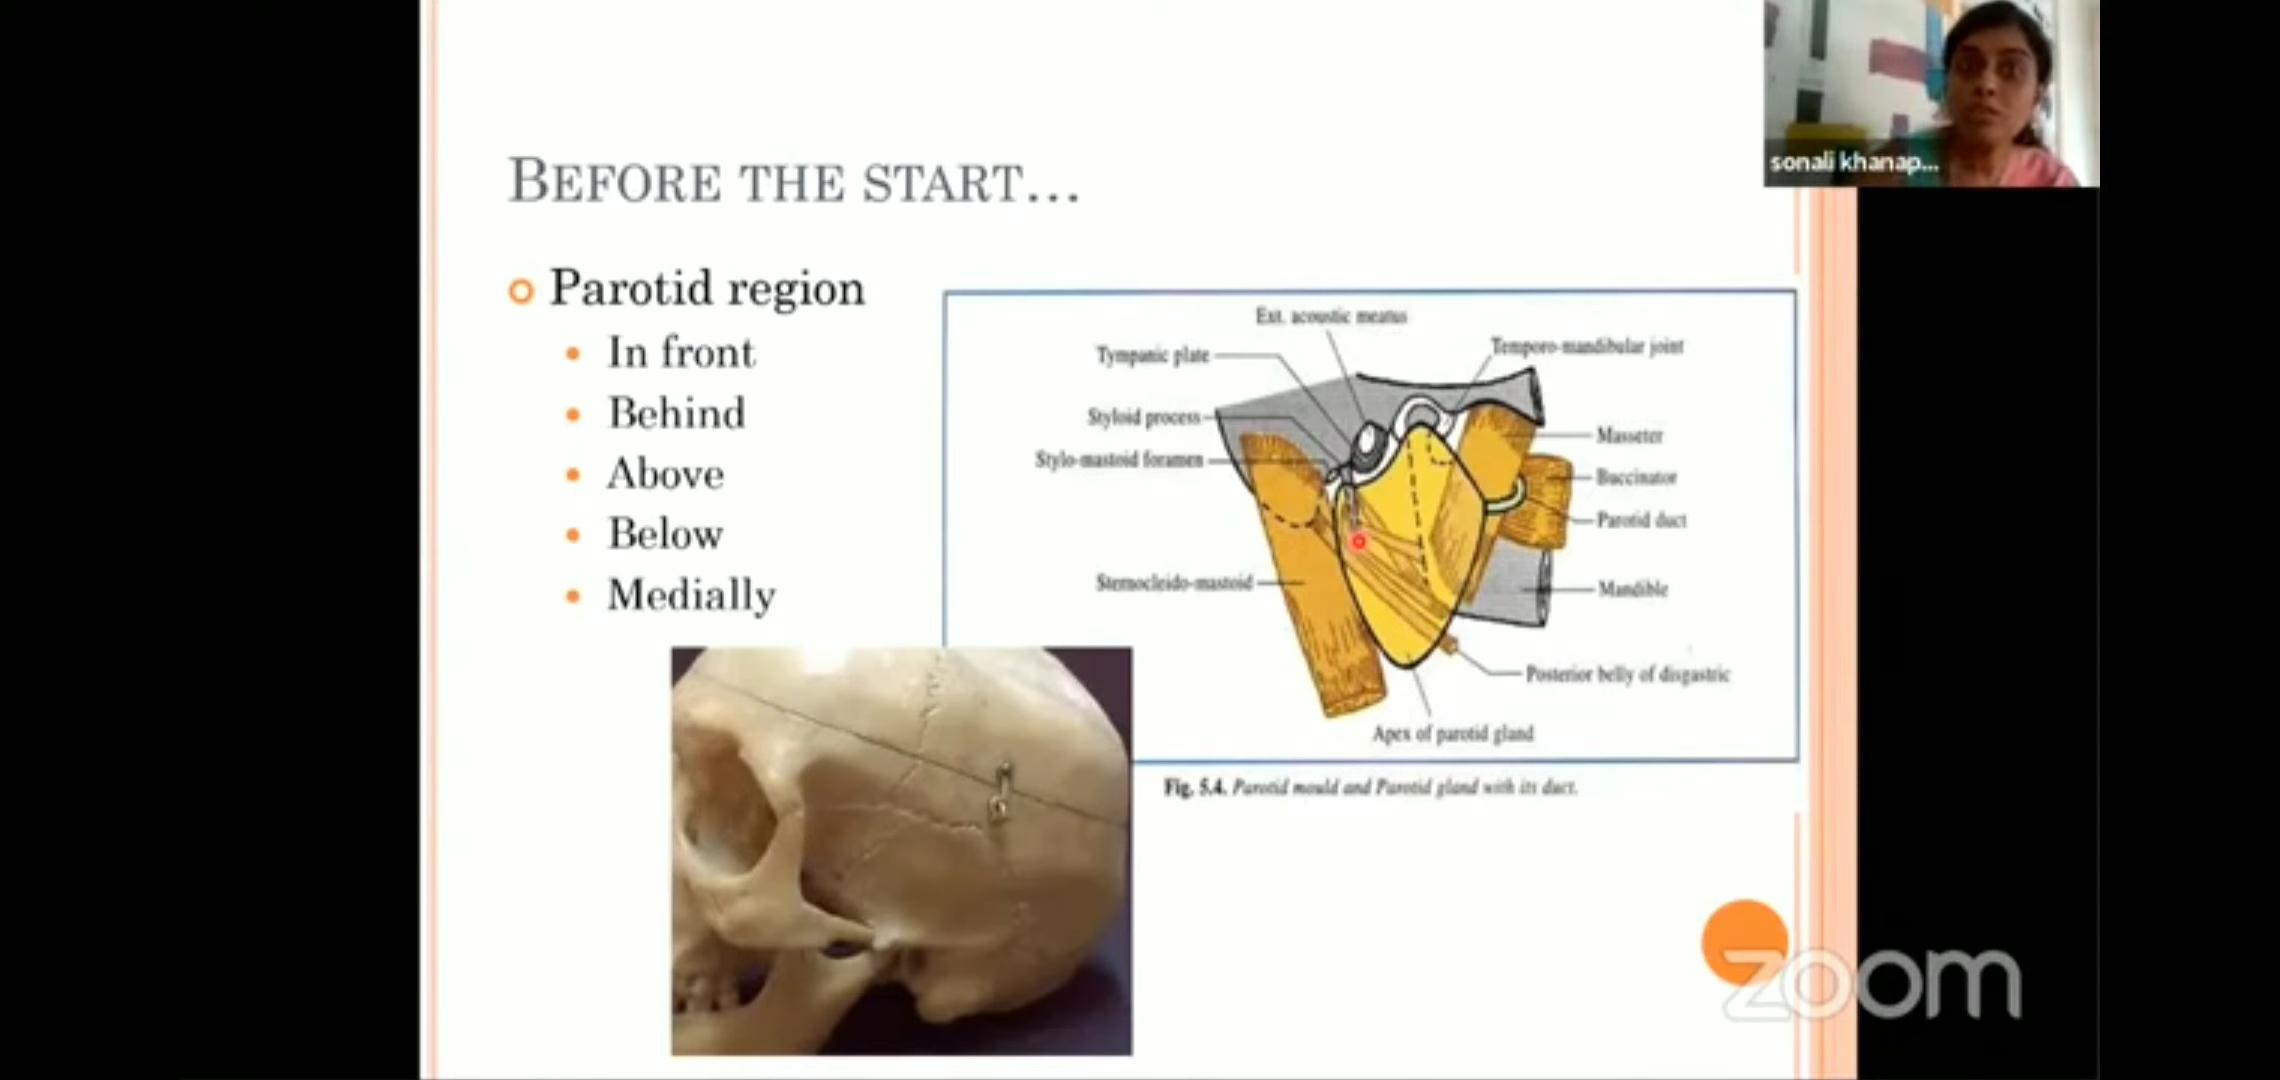 sonali khanap...
BEFORE THE START...
Parotid region
In front
Behind
Above
Below
Medially
Ext. acoustic meatus
Tympanic plate
Temporo-mandibular joint
Styloid process
Masseter
Stylo-mastoid foramen
Buccinator
Parotid duct
Sternocleido-mastoid
Mandible
Posterior belly of disgastric
Apex of parotid gland
Fig. 5.4. Parotid mould and Parotid gland with its duct.
zoom